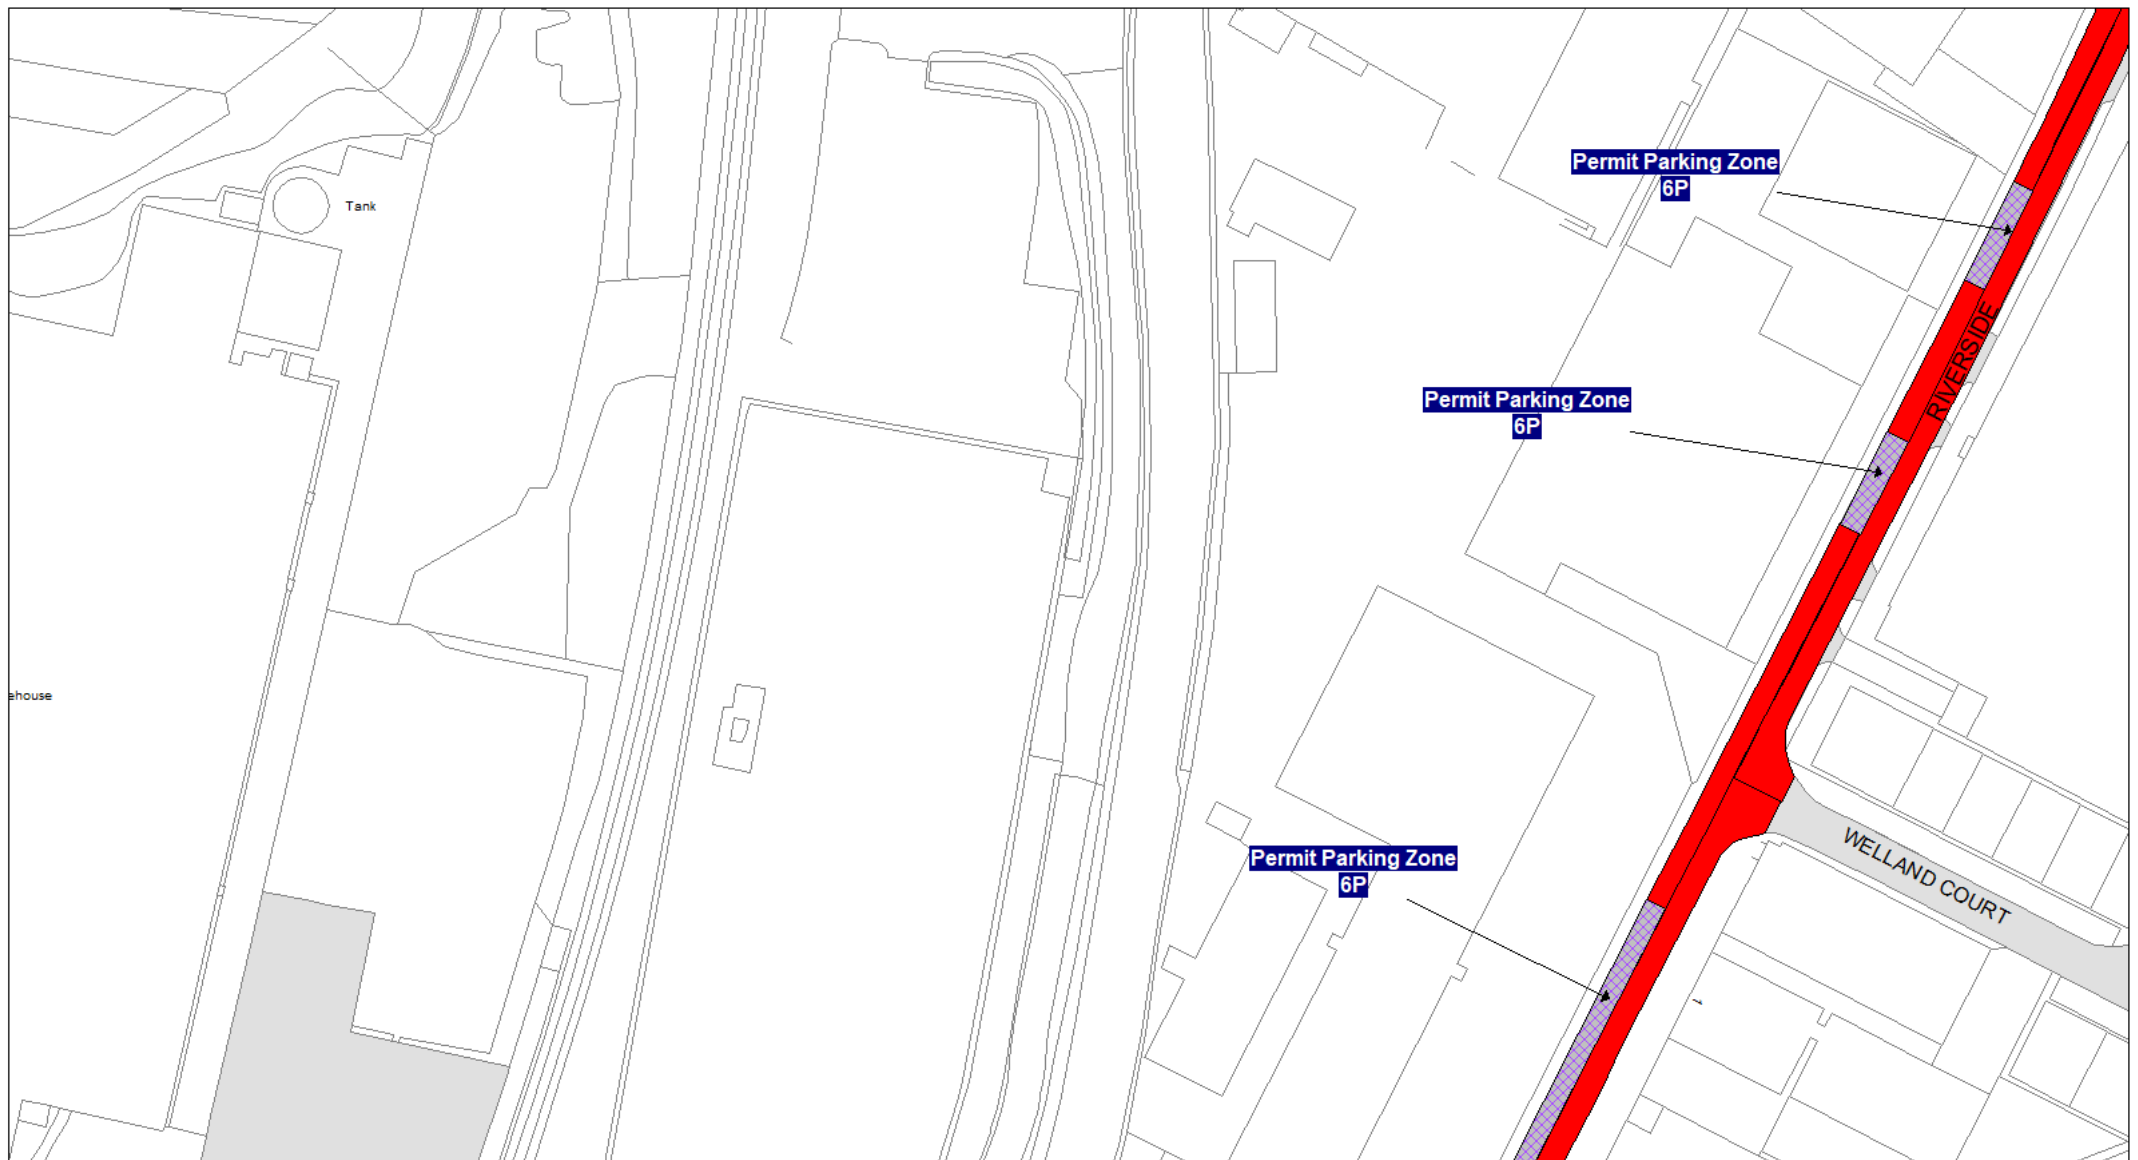 Permit Parking Zone
6P
Tank
RIVERSIDE
Permit Parking Zone
6P
ehouse
WELLAND COURT
Permit Parking Zone
6P